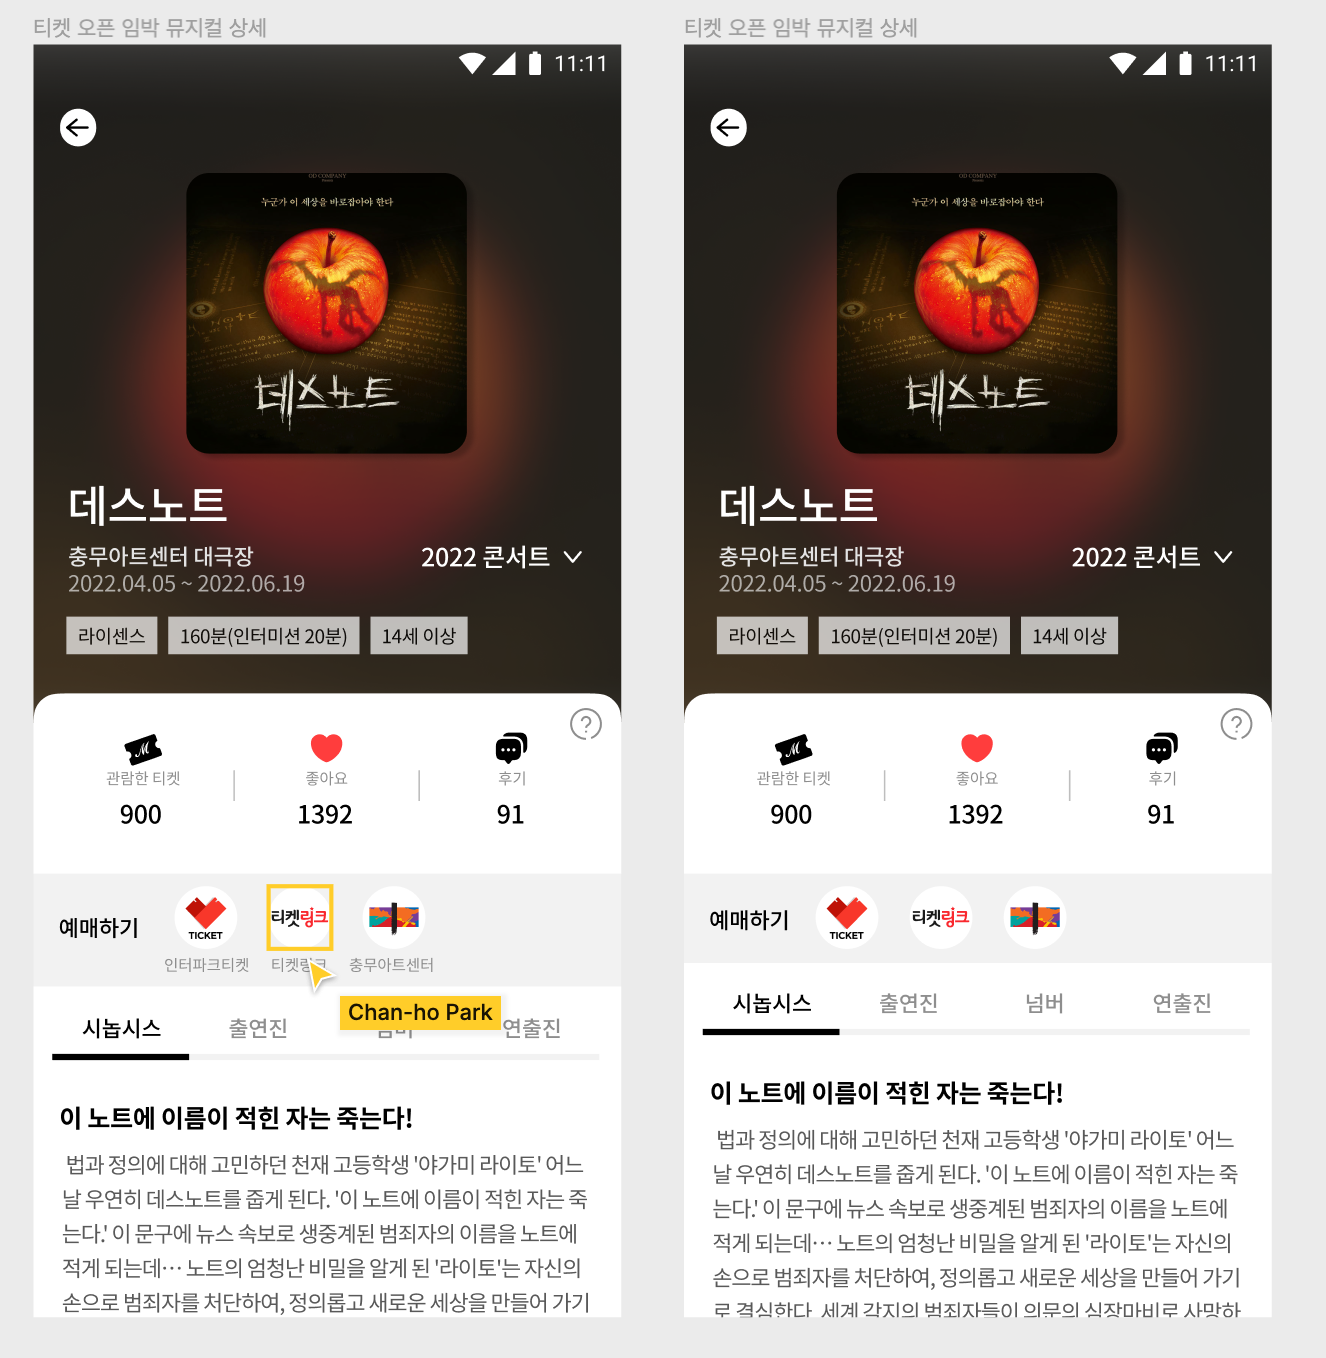 티켓 오픈 임박 뮤지컬 상세
11:11
OD COMPANY
누군가 이 세상을 바로잡아야 한다
데스노트
데스노트
충무아트센터 대극장
2022 콘서트
2022.04.05 ~ 2022.06.19
라이센스
160분(인터미션 20분)
14세 이상
?
관람한 티켓
좋아요
후기
900
1392
91
예매하기
TICKET
티켓링크
인터파크티켓
티켓링크
충무아트센터
Chan-ho Park
시놉시스
출연진
넘버
연출진
이 노트에 이름이 적힌 자는 죽는다!
법과 정의에 대해 고민하던 천재 고등학생 '야가미 라이토' 어느
날 우연히 데스노트를 줍게 된다. '이 노트에 이름이 적힌 자는 죽
는다.' 이 문구에 뉴스 속보로 생중계된 범죄자의 이름을 노트에
적게 되는데… 노트의 엄청난 비밀을 알게 된 '라이토'는 자신의
손으로 범죄자를 처단하여, 정의롭고 새로운 세상을 만들어 가기
티켓 오픈 임박 뮤지컬 상세
11:11
OD COMPANY
누군가 이 세상을 바로잡아야 한다
데스노트
데스노트
충무아트센터 대극장
2022 콘서트
2022.04.05 ~ 2022.06.19
라이센스
160분(인터미션 20분)
14세 이상
?
관람한 티켓
좋아요
후기
900
1392
91
예매하기
TICKET
티켓링크
시놉시스
출연진
넘버
연출진
이 노트에 이름이 적힌 자는 죽는다!
법과 정의에 대해 고민하던 천재 고등학생 '야가미 라이토' 어느
날 우연히 데스노트를 줍게 된다. '이 노트에 이름이 적힌 자는 죽
는다.' 이 문구에 뉴스 속보로 생중계된 범죄자의 이름을 노트에
적게 되는데… 노트의 엄청난 비밀을 알게 된 '라이토'는 자신의
손으로 범죄자를 처단하여, 정의롭고 새로운 세상을 만들어 가기
로 결심한다. 세계 각지의 범죄자들이 의문의 심장마비로 사망하